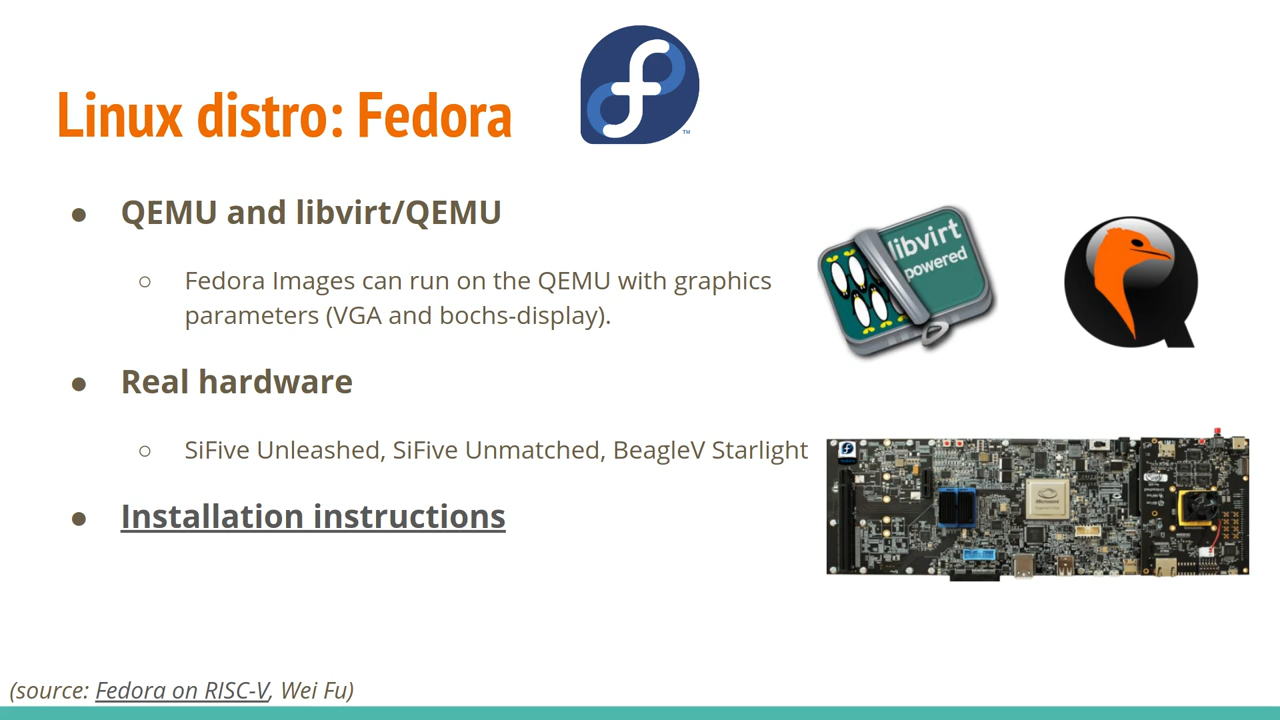 Linux distro: Fedora
TM
● QEMU and libvirt/QEMU
○ Fedora Images can run on the QEMU with graphics
parameters (VGA and bochs-display).
libvirt
powered
● Real hardware
○ SiFive Unleashed, SiFive Unmatched, BeagleV Starlight
● Installation instructions
(source: Fedora on RISC-V, Wei Fu)